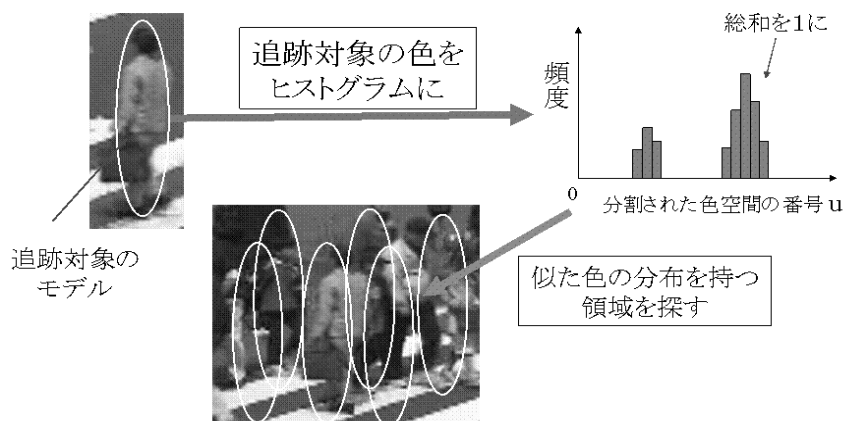 追跡対象の色を
ヒストグラムに
総和を1に
頻度
0
分割された色空間の番号 u
追跡対象の
モデル
似た色の分布を持つ
領域を探す